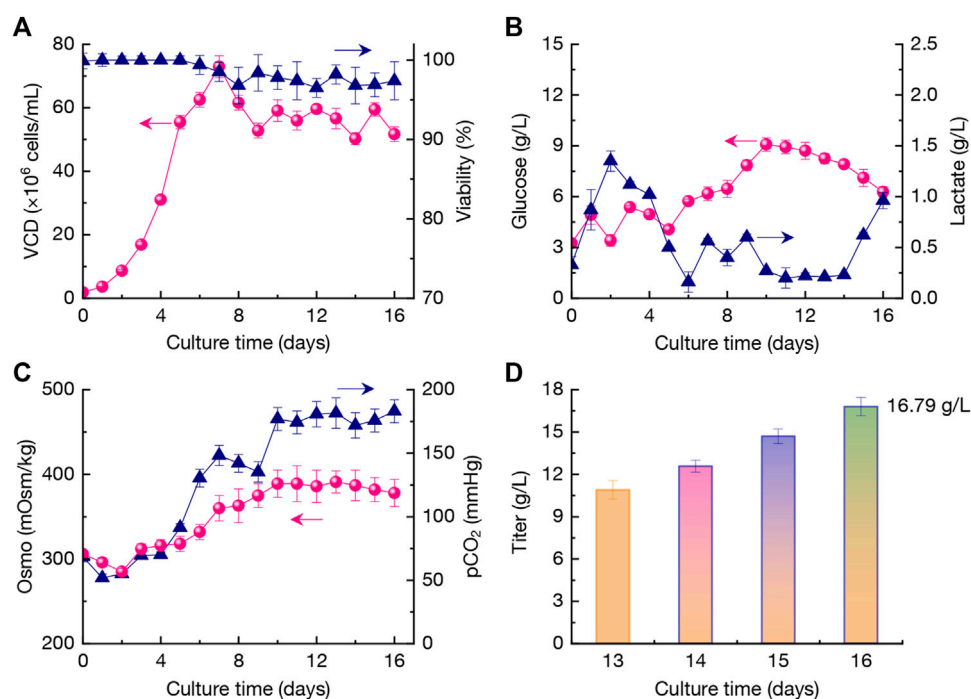 A
VCD (×10⁶ cells/mL)
80
60
40
20
0
0 4 8 12 16
Culture time (days)
100
90
80
70
Viability (%)
B
Glucose (g/L)
15
12
9
6
3
0
0 4 8 12 16
Culture time (days)
2.5
2.0
1.5
1.0
0.5
0.0
Lactate (g/L)
C
Osmo (mOsm/kg)
500
400
300
200
0 4 8 12 16
Culture time (days)
200
150
100
50
0
pCO₂ (mmHg)
D
Titer (g/L)
18
15
12
9
6
3
0
13 14 15 16
Culture time (days)
16.79 g/L